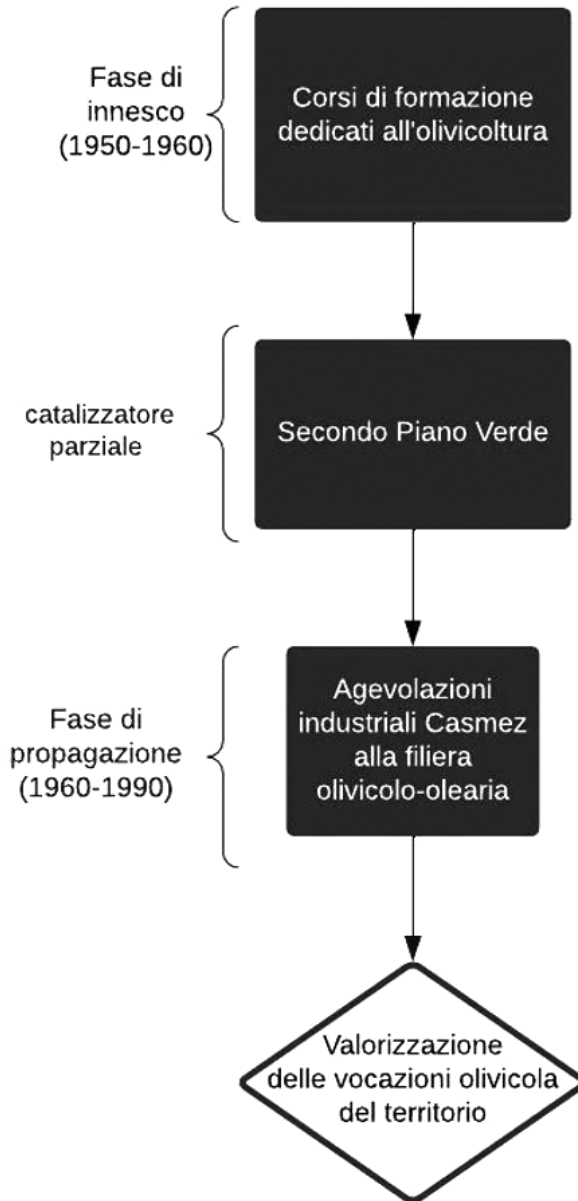 Fase di
innesco
(1950-1960)
Corsi di formazione
dedicati all'olivicoltura
catalizzatore
parziale
Secondo Piano Verde
Fase di
propagazione
(1960-1990)
Agevolazioni
industriali Casmez
alla filiera
olivicolo-olearia
Valorizzazione
delle vocazioni olivicola
del territorio